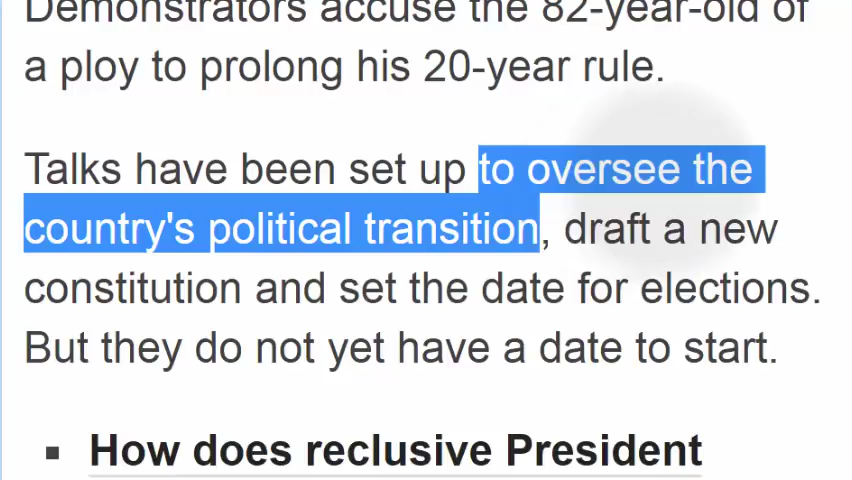 Demonstrators accuse the 82-year-old of
a ploy to prolong his 20-year rule.
Talks have been set up to oversee the
country's political transition, draft a new
constitution and set the date for elections.
But they do not yet have a date to start.
▪ How does reclusive President